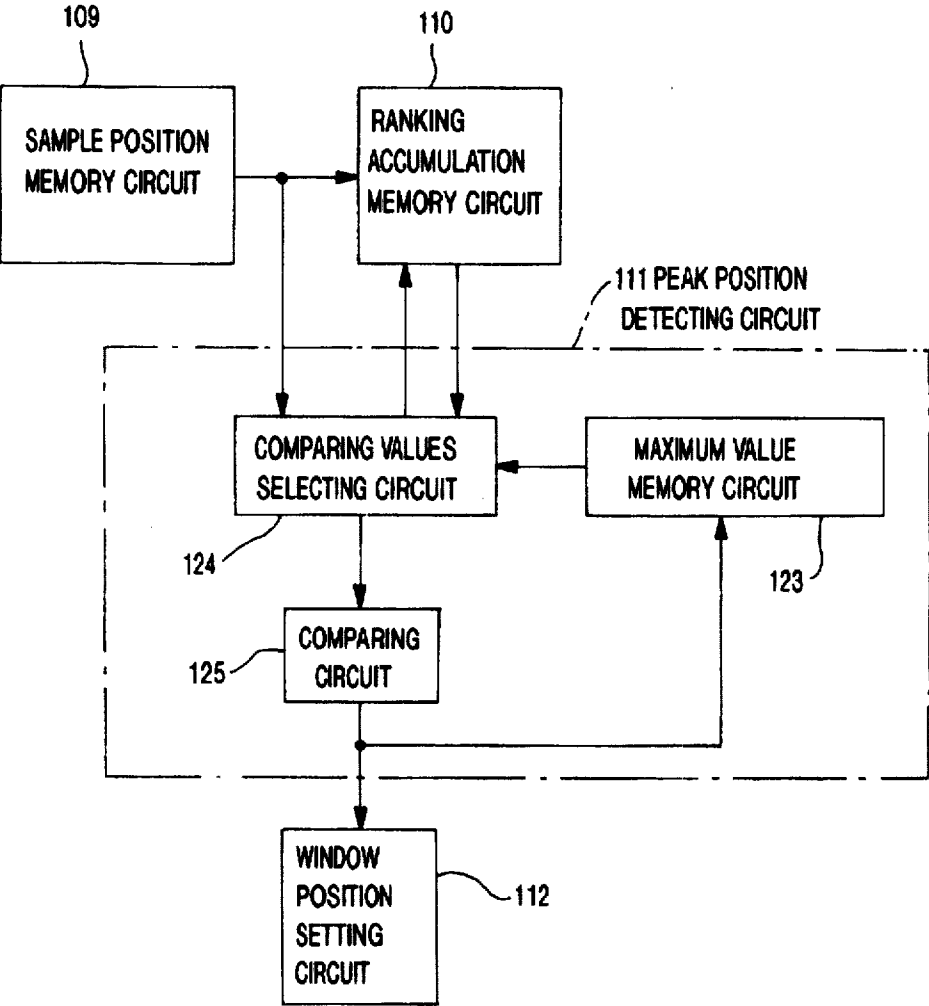 109
110
SAMPLE POSITION
MEMORY CIRCUIT
RANKING
ACCUMULATION
MEMORY CIRCUIT
111 PEAK POSITION
DETECTING CIRCUIT
COMPARING VALUES
SELECTING CIRCUIT
MAXIMUM VALUE
MEMORY CIRCUIT
124
123
COMPARING
CIRCUIT
125
WINDOW
POSITION
SETTING
CIRCUIT
112